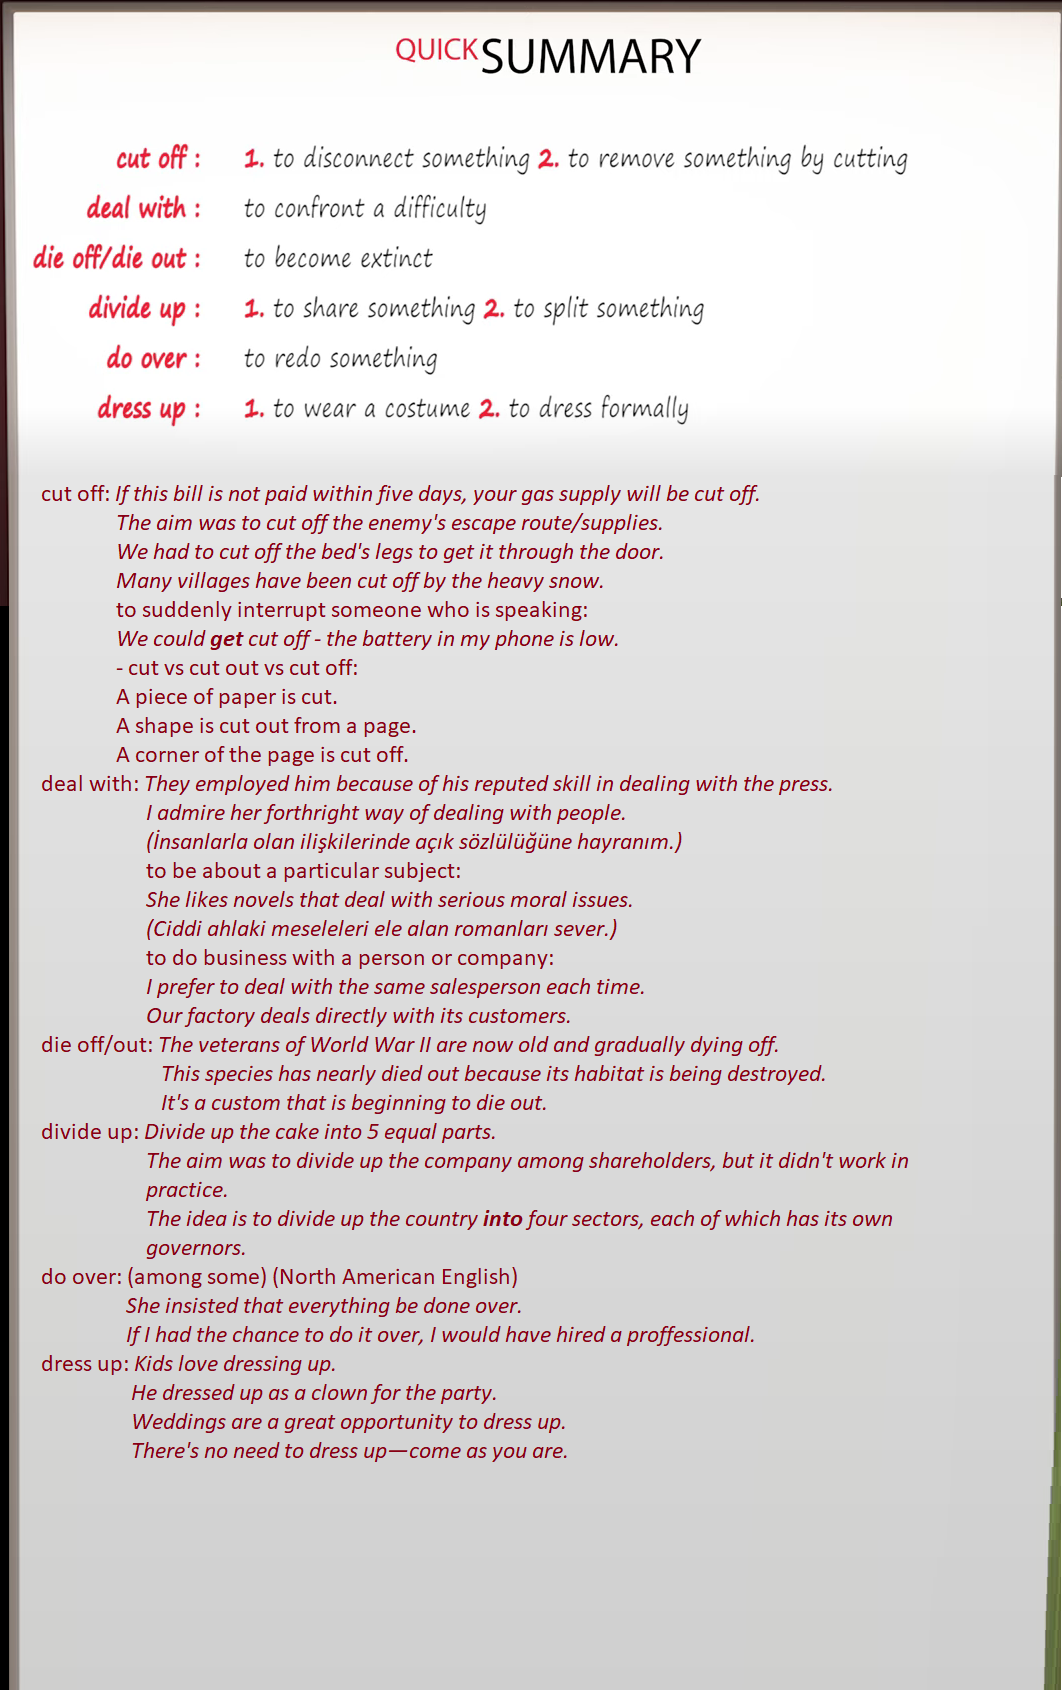 QUICK SUMMARY
cut off : 1. to disconnect something 2. to remove something by cutting
deal with : to confront a difficulty
die off/die out : to become extinct
divide up : 1. to share something 2. to split something
do over : to redo something
dress up : 1. to wear a costume 2. to dress formally
cut off: If this bill is not paid within five days, your gas supply will be cut off.
The aim was to cut off the enemy's escape route/supplies.
We had to cut off the bed's legs to get it through the door.
Many villages have been cut off by the heavy snow.
to suddenly interrupt someone who is speaking:
We could get cut off - the battery in my phone is low.
- cut vs cut out vs cut off:
A piece of paper is cut.
A shape is cut out from a page.
A corner of the page is cut off.
deal with: They employed him because of his reputed skill in dealing with the press.
I admire her forthright way of dealing with people.
(İnsanlarla olan ilişkilerinde açık sözlülüğüne hayranım.)
to be about a particular subject:
She likes novels that deal with serious moral issues.
(Ciddi ahlaki meseleleri ele alan romanları sever.)
to do business with a person or company:
I prefer to deal with the same salesperson each time.
Our factory deals directly with its customers.
die off/out: The veterans of World War II are now old and gradually dying off.
This species has nearly died out because its habitat is being destroyed.
It's a custom that is beginning to die out.
divide up: Divide up the cake into 5 equal parts.
The aim was to divide up the company among shareholders, but it didn't work in
practice.
The idea is to divide up the country into four sectors, each of which has its own
governors.
do over: (among some) (North American English)
She insisted that everything be done over.
If I had the chance to do it over, I would have hired a proffessional.
dress up: Kids love dressing up.
He dressed up as a clown for the party.
Weddings are a great opportunity to dress up.
There's no need to dress up—come as you are.